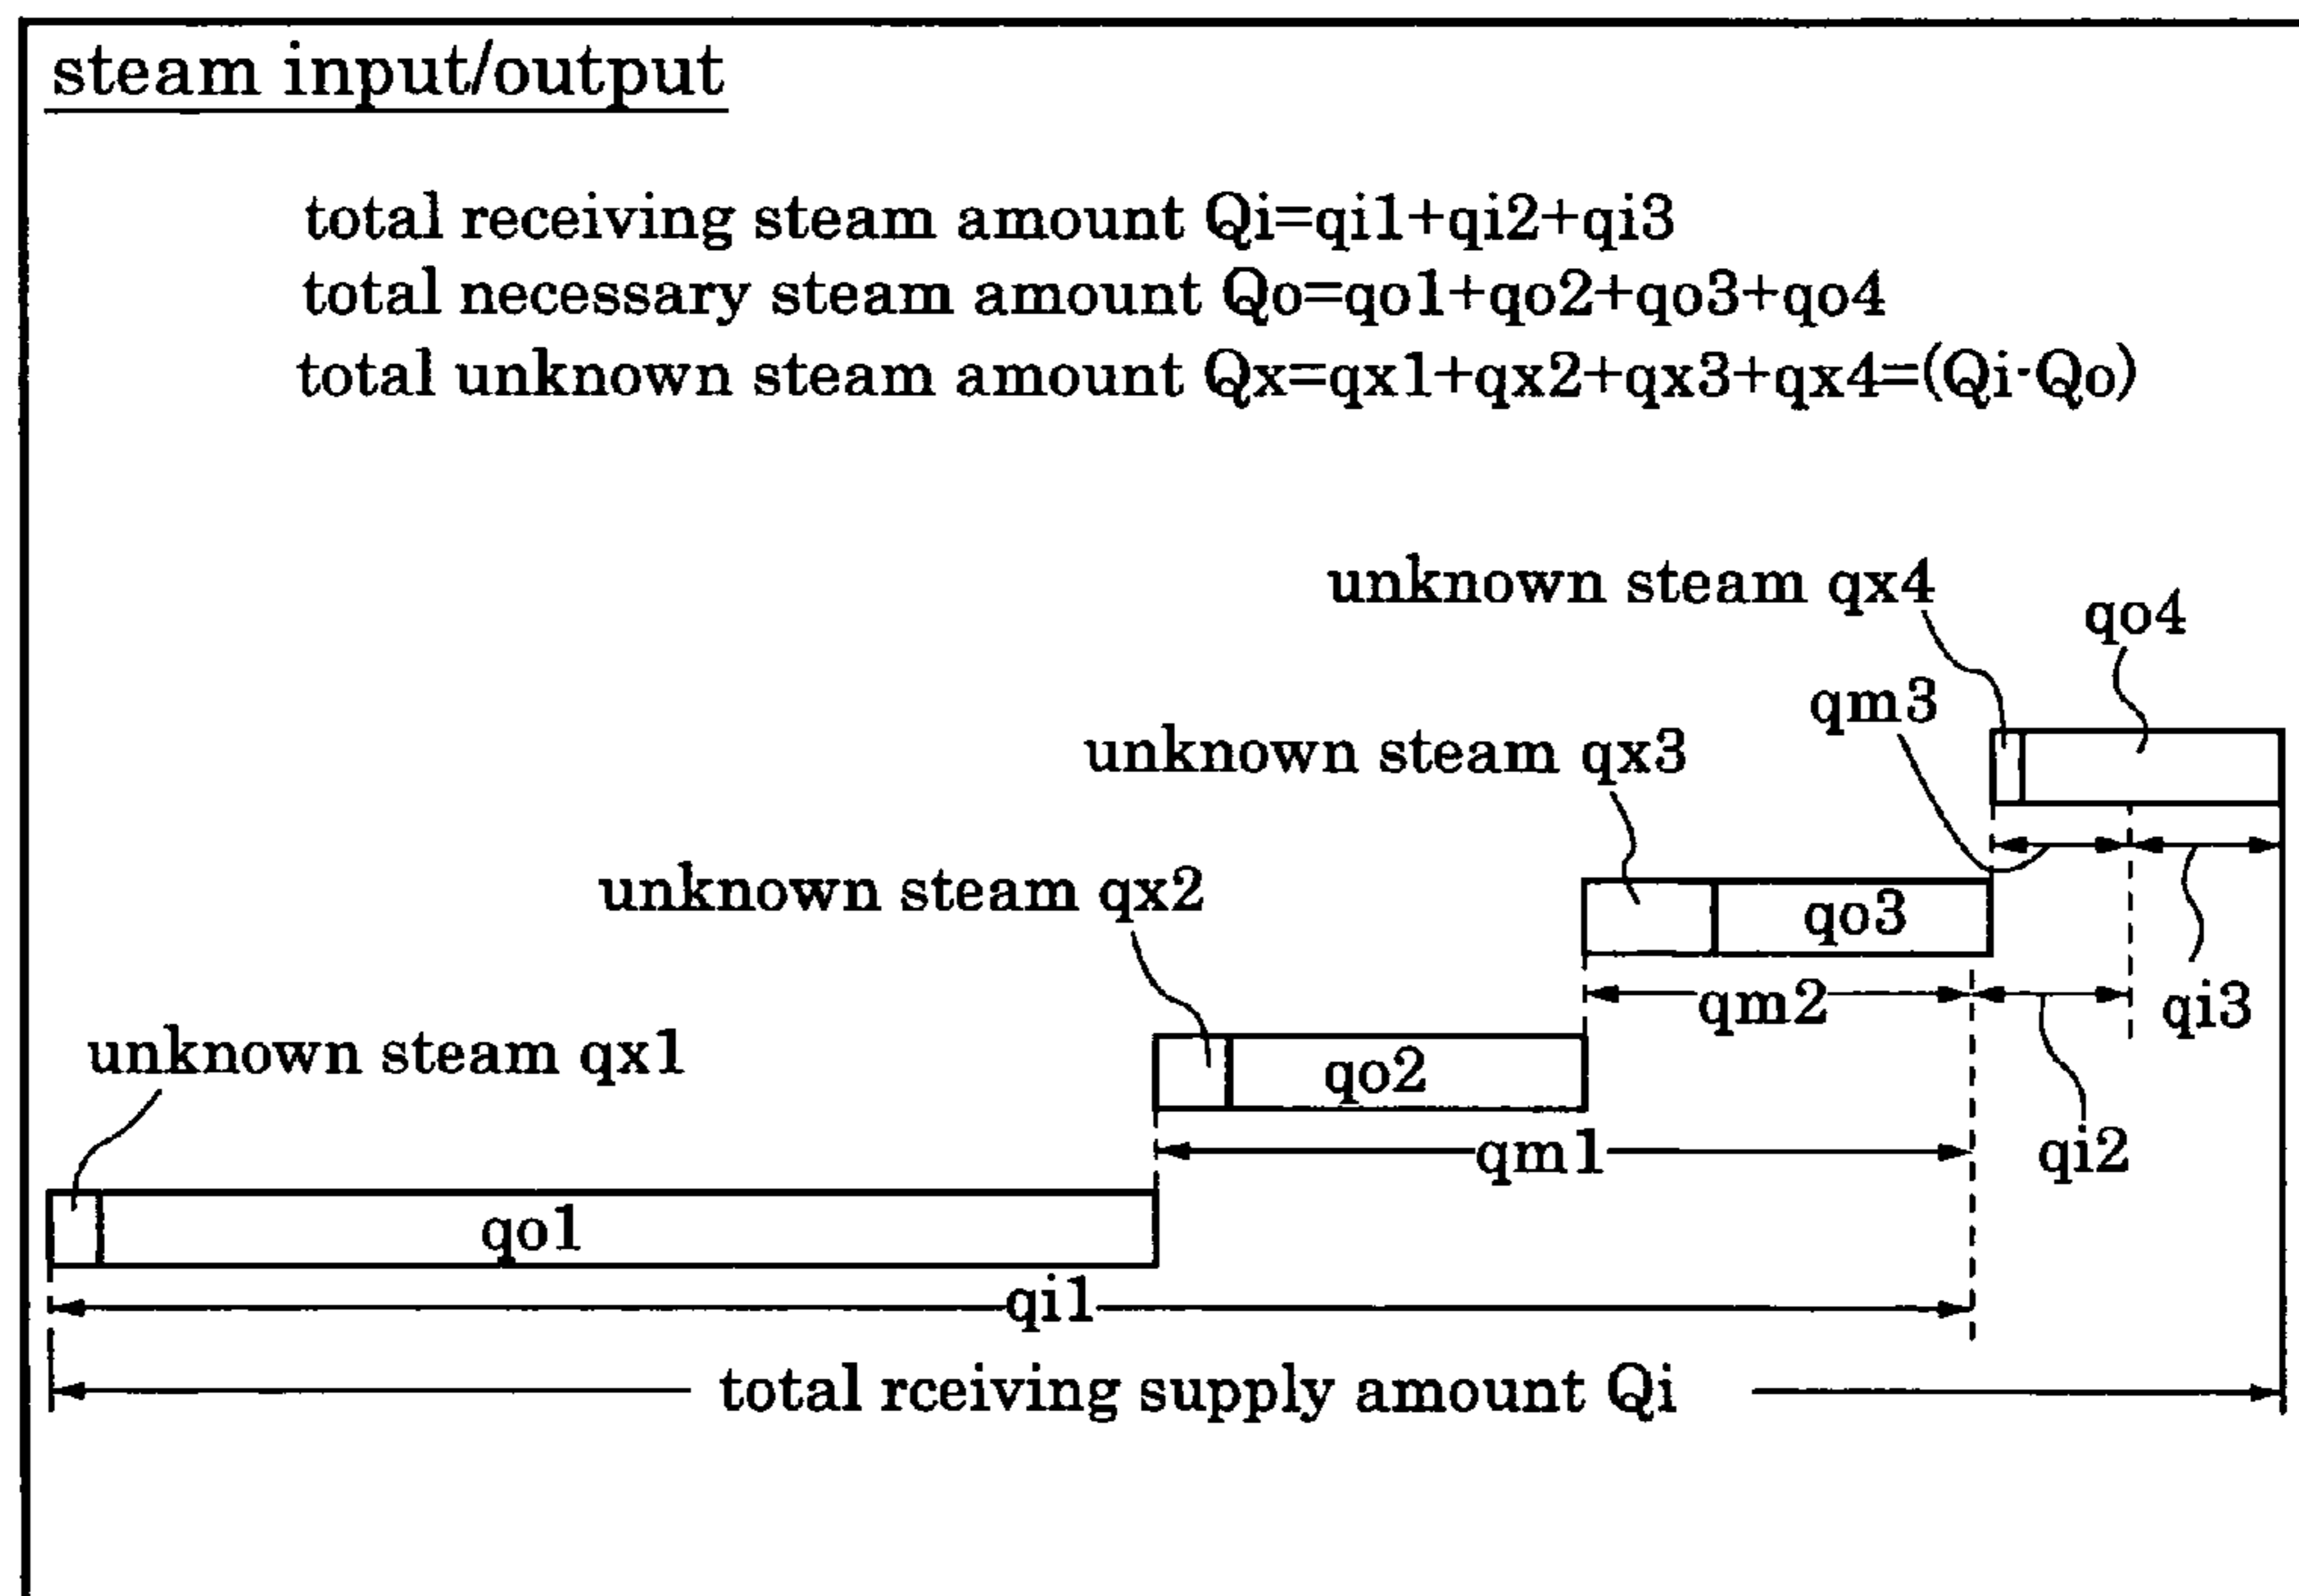 steam input/output
total receiving steam amount Qi=qi1+qi2+qi3
total necessary steam amount Qo=qo1+qo2+qo3+qo4
total unknown steam amount Qx=qx1+qx2+qx3+qx4=(Qi-Qo)
unknown steam qx4
qo4
qm3
unknown steam qx3
unknown steam qx2
qo3
qm2
qi3
unknown steam qx1
qo2
qm1
qi2
qo1
qi1
total rceiving supply amount Qi